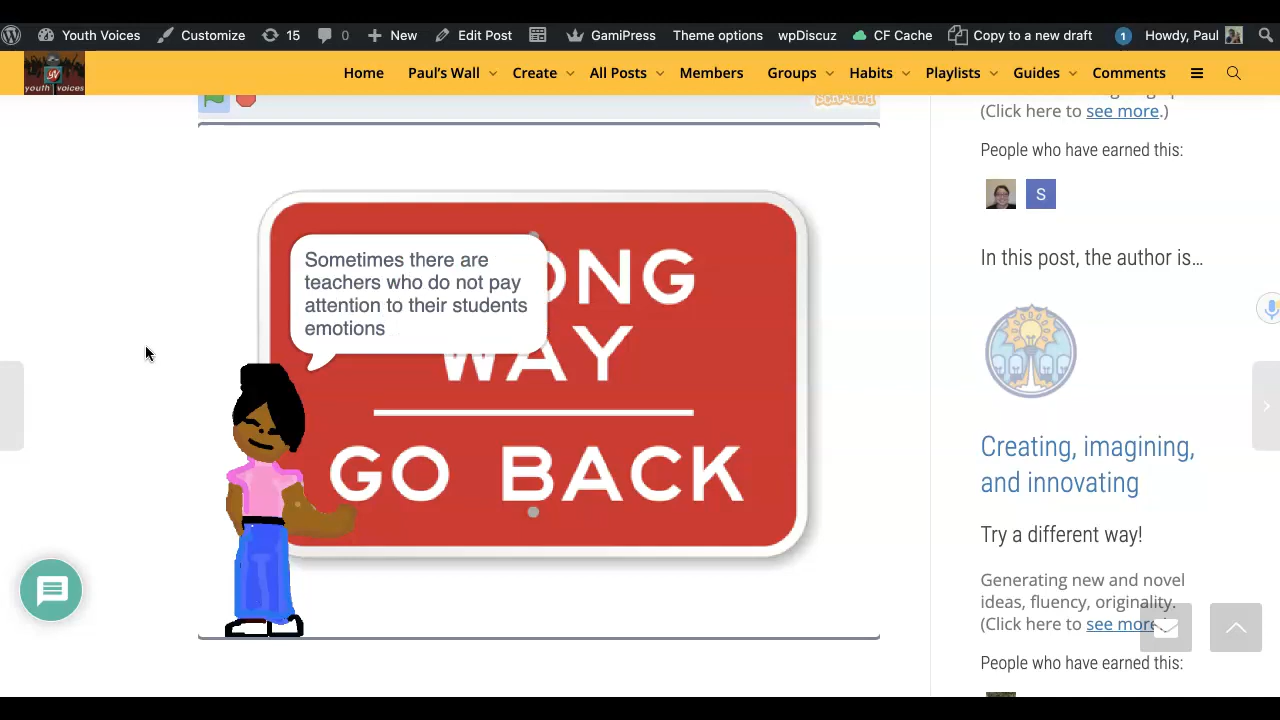 Youth Voices Customize 15 0 New Edit Post GamiPress Theme options wpDiscuz CF Cache Copy to a new draft 1 Howdy, Paul
youth voices Home Paul's Wall Create All Posts Members Groups Habits Playlists Guides Comments
SCRATCH
(Click here to see more.)
People who have earned this:
S
In this post, the author is…
Sometimes there are
teachers who do not pay
attention to their students
emotions
ONG
WAY
GO BACK
Creating, imagining,
and innovating
Try a different way!
Generating new and novel
ideas, fluency, originality.
(Click here to see more.)
People who have earned this: